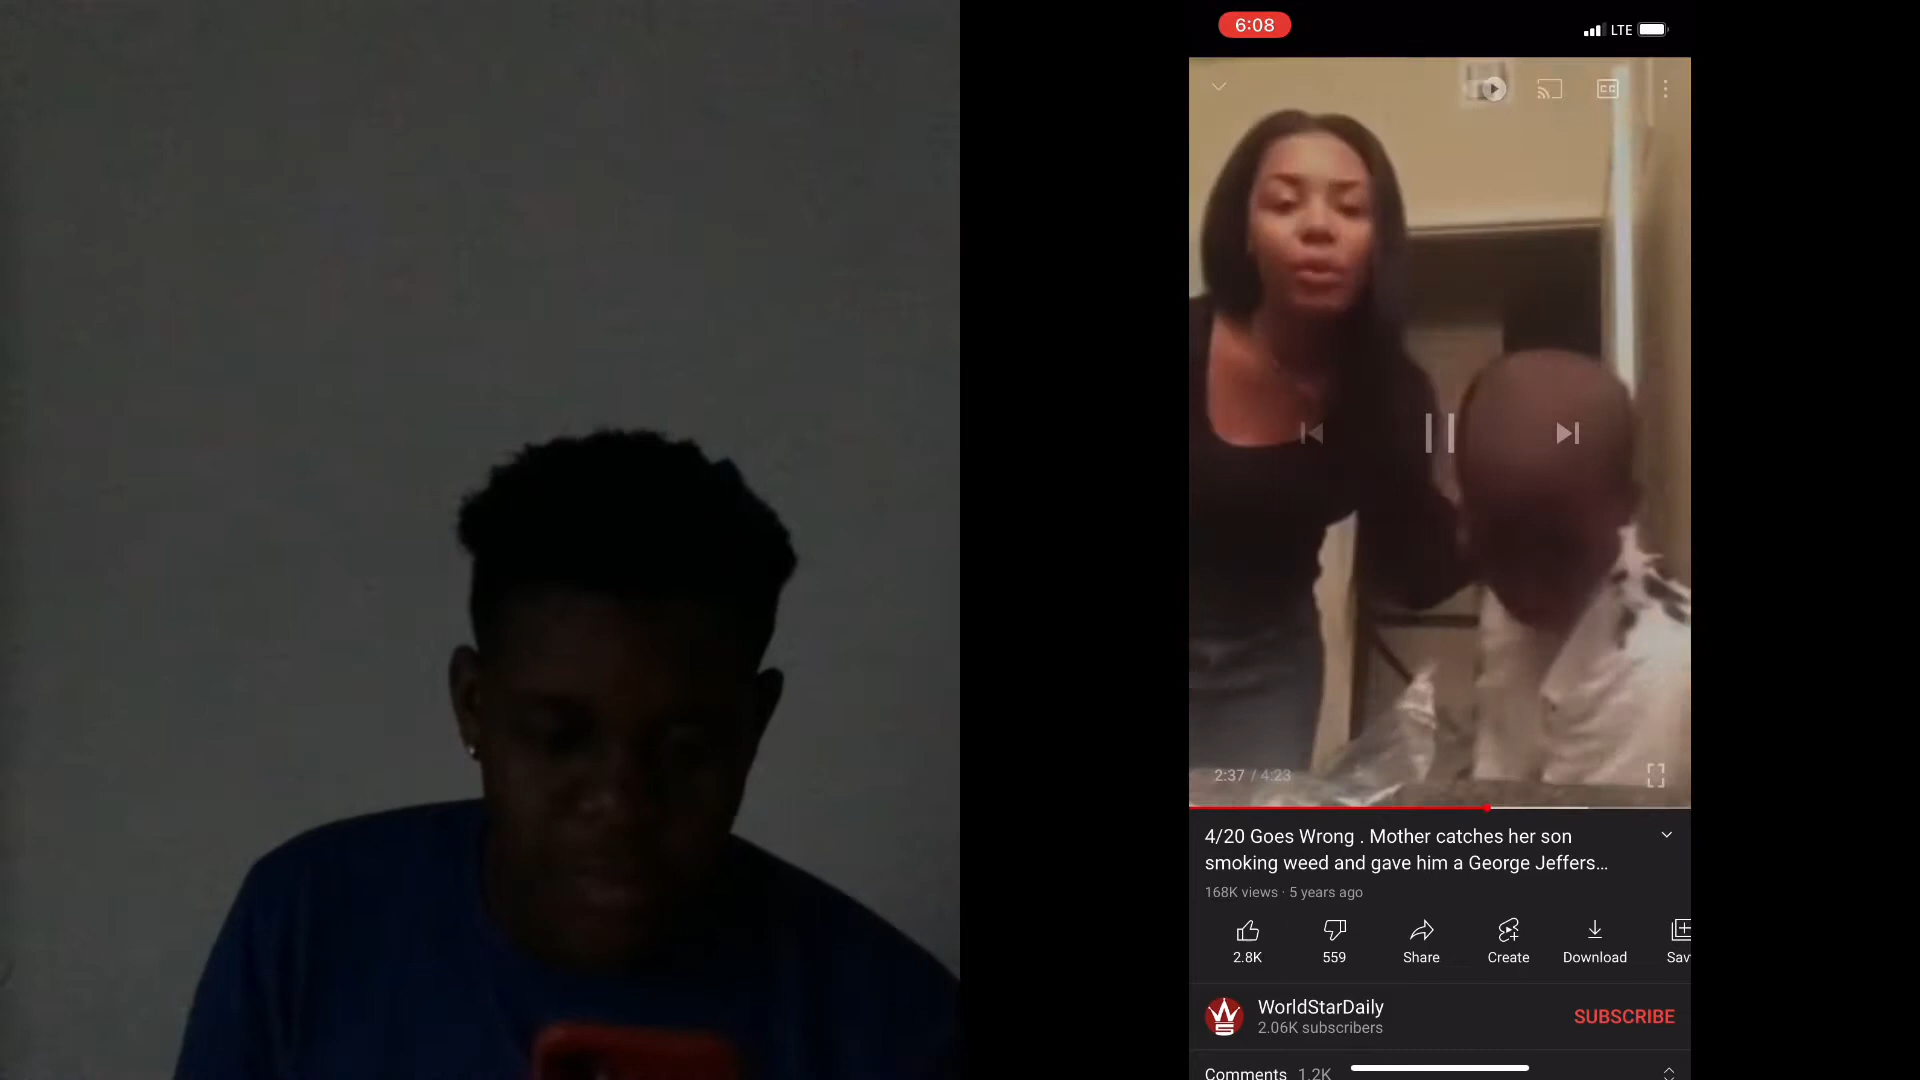 6:08
LTE
CC
2:37 / 4:23
4/20 Goes Wrong . Mother catches her son
smoking weed and gave him a George Jeffers...
168K views · 5 years ago
2.8K
559
Share
Create
Download
Sav
WorldStarDaily
2.06K subscribers
SUBSCRIBE
Comments 1.2K